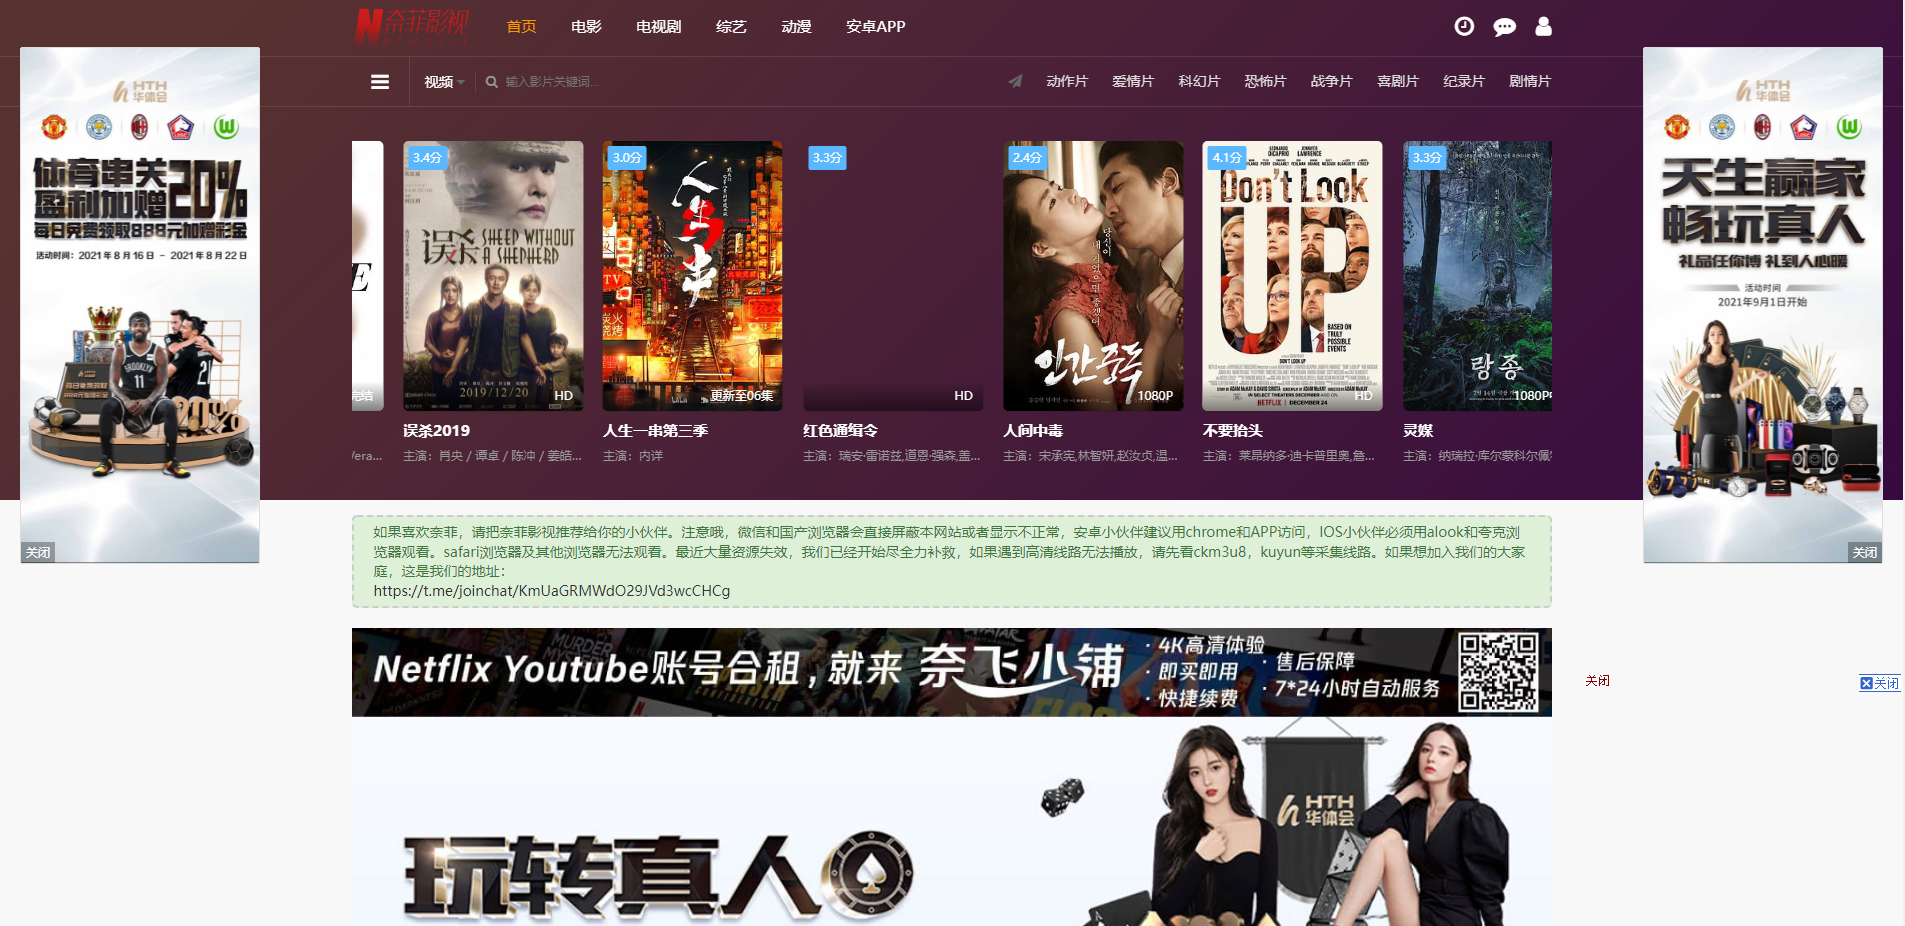 奈菲影视
首页
电影
电视剧
综艺
动漫
安卓APP
视频
输入影片关键词...
动作片
爱情片
科幻片
恐怖片
战争片
喜剧片
纪录片
剧情片
HTH
华体会
体育串关
盈利加赠20%
每日免费领取888元加赠彩金
活动时间：2021年8月16日 - 2021年8月22日
BROOKLYN
11
20%
关闭
完结
/era...
3.4分
误杀
SHEEP WITHOUT
A SHEPHERD
2019/12/20
HD
误杀2019
主演：肖央 / 谭卓 / 陈冲 / 姜皓...
3.0分
人生一串
更新至06集
人生一串第三季
主演：内详
3.3分
HD
红色通缉令
主演：瑞安·雷诺兹,道恩·强森,盖...
2.4分
인간중독
1080P
人间中毒
主演：宋承宪,林智妍,赵汝贞,温...
4.1分
LEONARDO
DICAPRIO
JENNIFER
LAWRENCE
Don't Look
UP
BASED ON
TRULY
POSSIBLE
EVENTS
IN SELECT THEATERS DECEMBER
NETFLIX | DECEMBER 24
HD
不要抬头
主演：莱昂纳多·迪卡普里奥,詹...
3.3分
랑종
1080P
灵媒
主演：纳瑞拉·库尔蒙科尔佩
HTH
华体会
天生赢家
畅玩真人
礼品任你博 礼到人心暖
活动时间
2021年9月1日开始
关闭
如果喜欢奈菲，请把奈菲影视推荐给你的小伙伴。注意哦，微信和国产浏览器会直接屏蔽本网站或者显示不正常，安卓小伙伴建议用chrome和APP访问，IOS小伙伴必须用alook和夸克浏
览器观看。safari浏览器及其他浏览器无法观看。最近大量资源失效，我们已经开始尽全力补救，如果遇到高清线路无法播放，请先看ckm3u8，kuyun等采集线路。如果想加入我们的大家
庭，这是我们的地址：
https://t.me/joinchat/KmUaGRMWdO29JVd3wcCHCg
Netflix Youtube账号合租，就来 奈飞小铺
· 4K高清体验
· 即买即用
· 快捷续费
· 售后保障
· 7*24小时自动服务
关闭
关闭
HTH
华体会
玩转真人